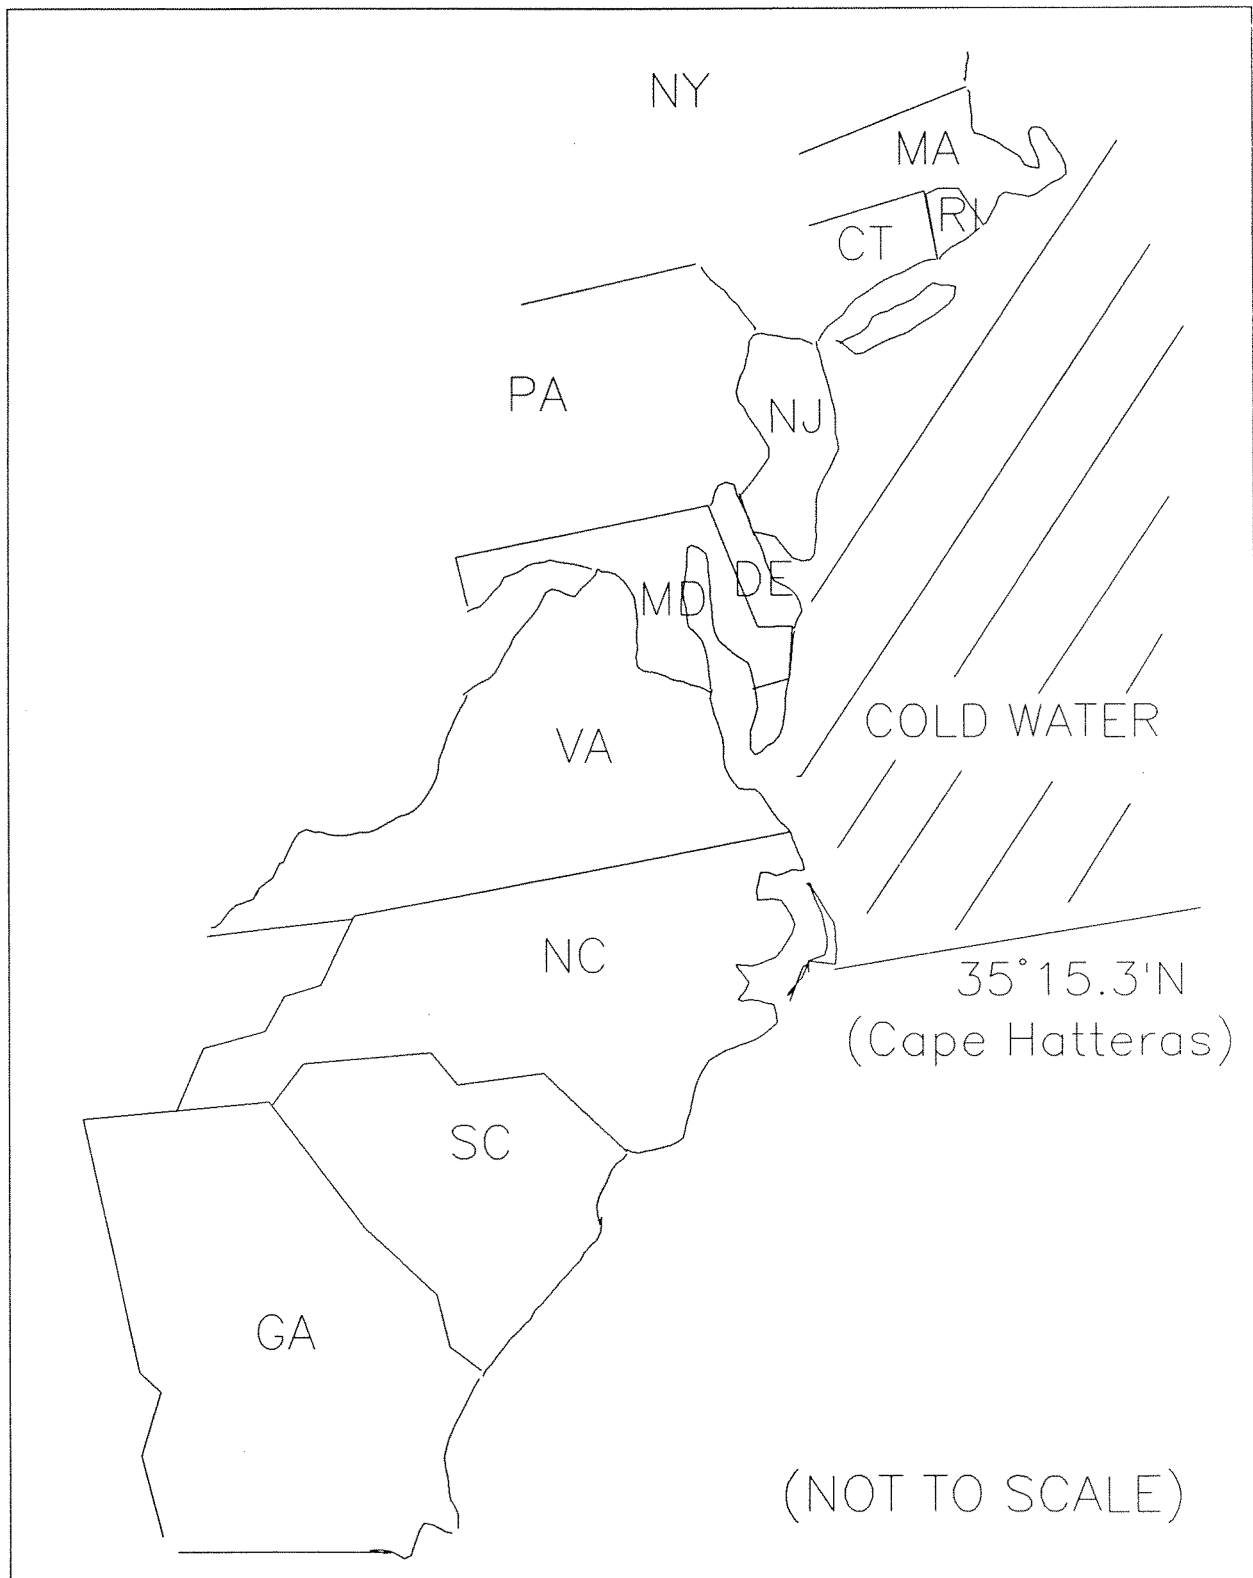 NY
MA
RI
CT
PA
NJ
DE
MD
COLD WATER
VA
NC
35°15.3'N
(Cape Hatteras)
SC
GA
(NOT TO SCALE)